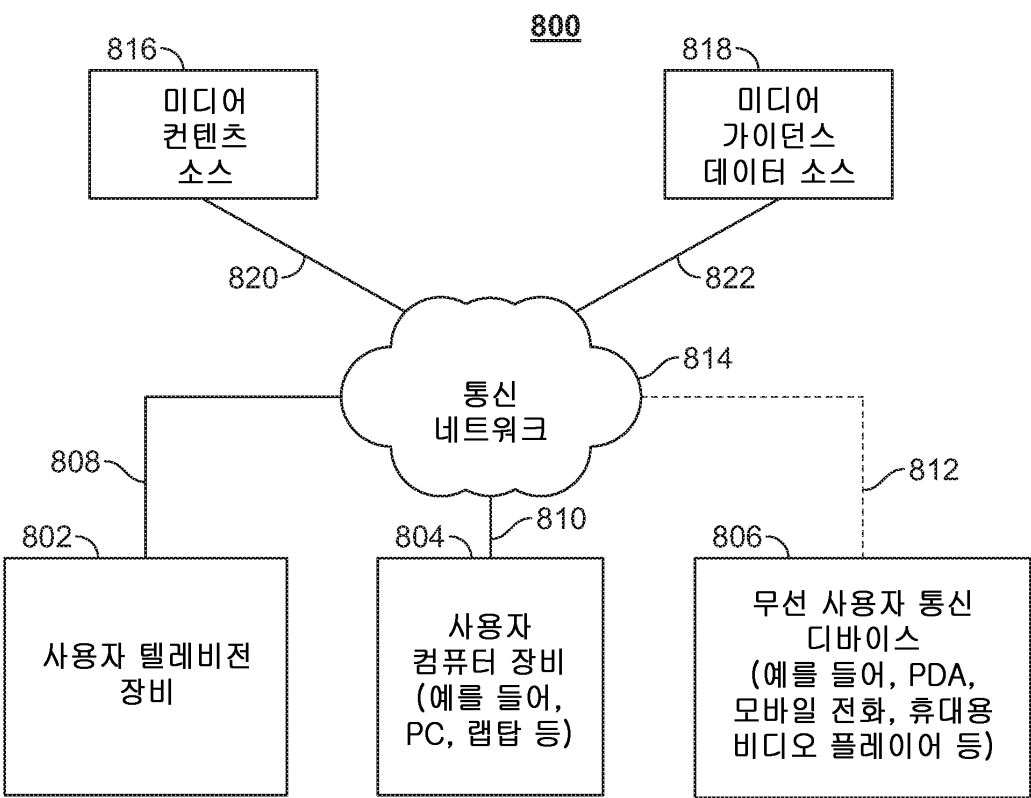 800
816
미디어
컨텐츠
소스
818
미디어
가이던스
데이터 소스
820
822
814
통신
네트워크
808
810
812
802
사용자 텔레비전
장비
804
사용자
컴퓨터 장비
(예를 들어,
PC, 랩탑 등)
806
무선 사용자 통신
디바이스
(예를 들어, PDA,
모바일 전화, 휴대용
비디오 플레이어 등)